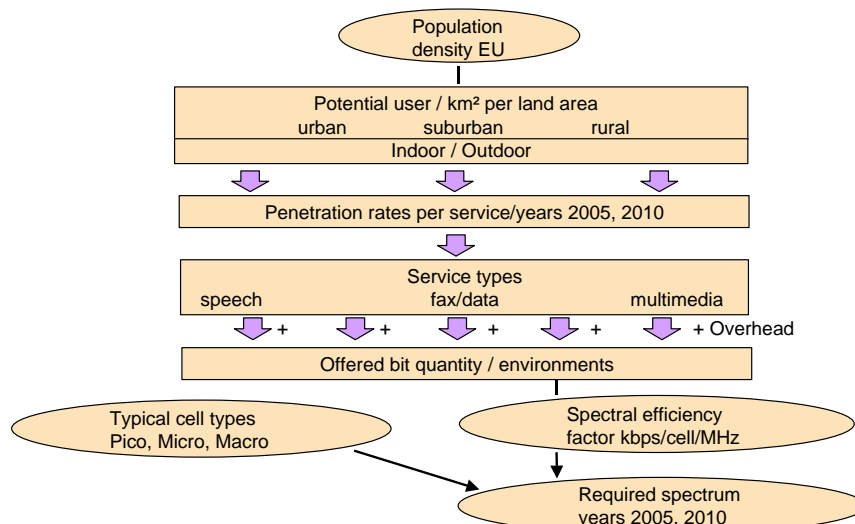 Population
density EU
Potential user / km² per land area
urban suburban rural
Indoor / Outdoor
Penetration rates per service/years 2005, 2010
Service types
speech fax/data multimedia
+ + + + + Overhead
Offered bit quantity / environments
Typical cell types
Pico, Micro, Macro
Spectral efficiency
factor kbps/cell/MHz
Required spectrum
years 2005, 2010